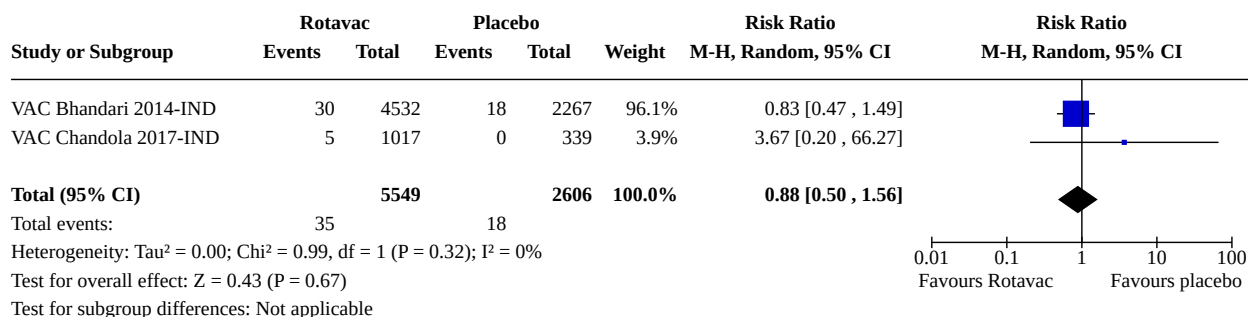 Rotavac Placebo Risk Ratio Risk Ratio
Study or Subgroup Events Total Events Total Weight M-H, Random, 95% CI M-H, Random, 95% CI
VAC Bhandari 2014-IND 30 4532 18 2267 96.1% 0.83 [0.47 , 1.49]
VAC Chandola 2017-IND 5 1017 0 339 3.9% 3.67 [0.20 , 66.27]
Total (95% CI) 5549 2606 100.0% 0.88 [0.50 , 1.56]
Total events: 35 18
Heterogeneity: Tau² = 0.00; Chi² = 0.99, df = 1 (P = 0.32); I² = 0%
0.01 0.1 1 10 100
Test for overall effect: Z = 0.43 (P = 0.67) Favours Rotavac Favours placebo
Test for subgroup differences: Not applicable